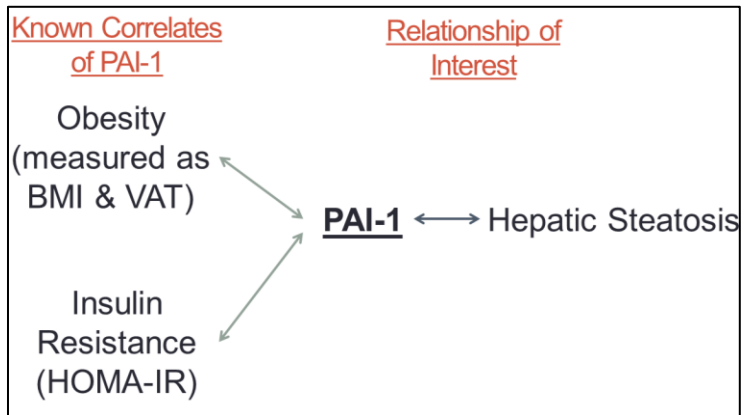 Known Correlates
of PAI-1
Relationship of
Interest
Obesity
(measured as
BMI & VAT)
PAI-1
Hepatic Steatosis
Insulin
Resistance
(HOMA-IR)